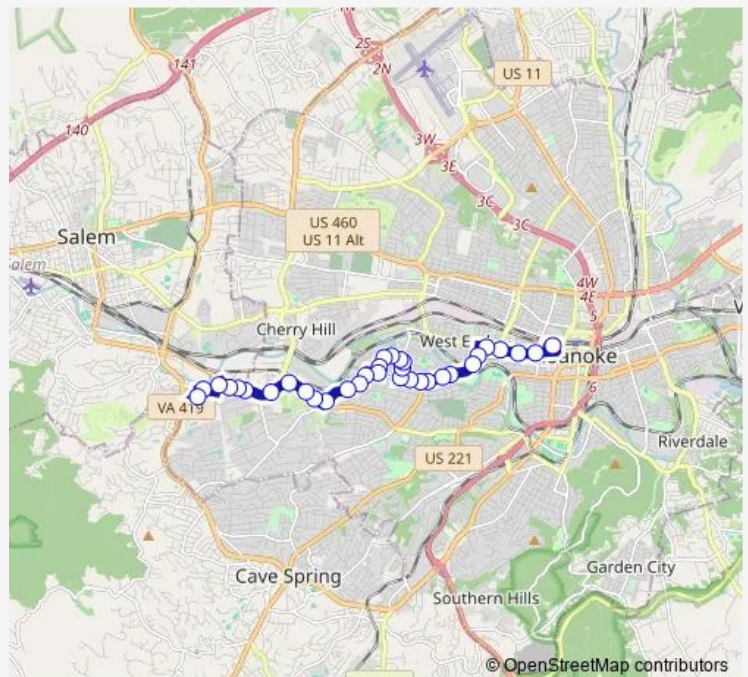 2S
2N
141
US 11
140
3W
3E
3C
3C
US 460
US 11 Alt
Salem
alem
4W
4E
5
Cherry Hill
West E
anoke
VA 419
6
US 221
Riverdale
Cave Spring
Garden City
Southern Hills
© OpenStreetMap contributors